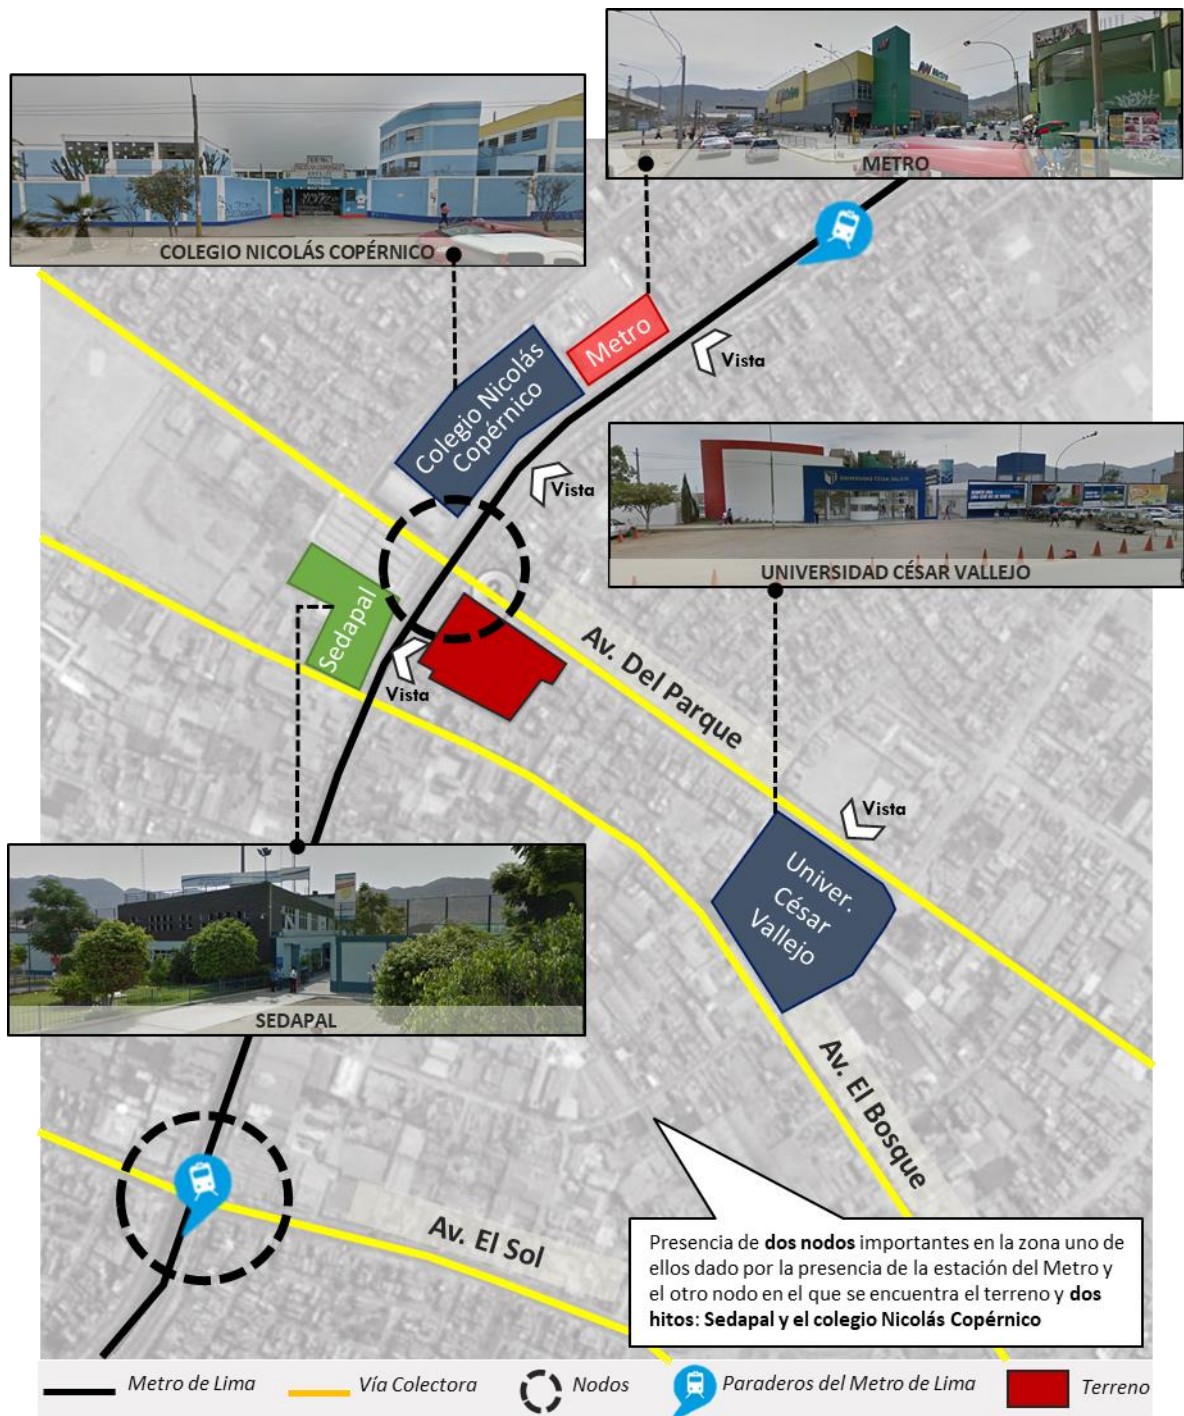 METRO
Metro
COLEGIO NICOLÁS COPÉRNICO
Metro
Vista
Colegio Nicolás
Copérnico
Vista
UNIVERSIDAD CÉSAR VALLEJO
UNIVERSIDAD CÉSAR VALLEJO
Sedapal
Vista
Av. Del Parque
Vista
Univer.
César
Vallejo
SEDAPAL
Av. El Bosque
Av. El Sol
Presencia de dos nodos importantes en la zona uno de
ellos dado por la presencia de la estación del Metro y
el otro nodo en el que se encuentra el terreno y dos
hitos: Sedapal y el colegio Nicolás Copérnico
Metro de Lima
Vía Colectora
Nodos
Paraderos del Metro de Lima
Terreno